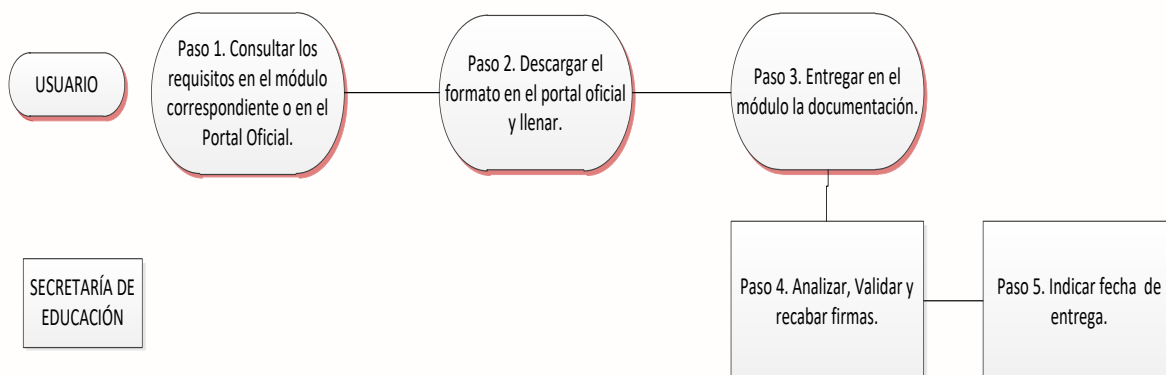 USUARIO
Paso 1. Consultar los
requisitos en el módulo
correspondiente o en el
Portal Oficial.
Paso 2. Descargar el
formato en el portal oficial
y llenar.
Paso 3. Entregar en el
módulo la documentación.
SECRETARÍA DE
EDUCACIÓN
Paso 4. Analizar, Validar y
recabar firmas.
Paso 5. Indicar fecha de
entrega.